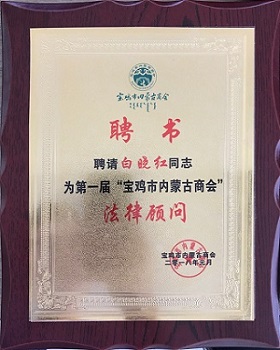 宝鸡市内蒙古商会
聘书
聘请白晓红同志
为第一届“宝鸡市内蒙古商会”
法律顾问
宝鸡市内蒙古商会
二零一八年三月